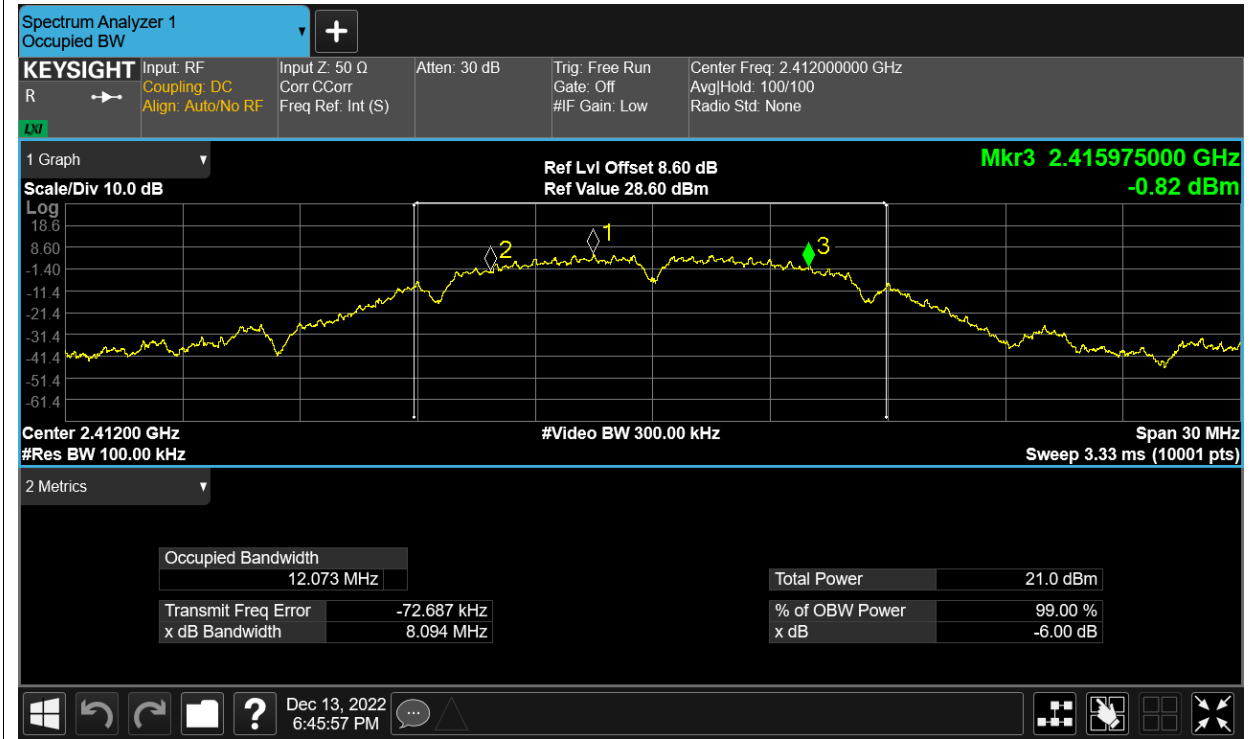 Spectrum Analyzer 1
Occupied BW
KEYSIGHT
R
LXI
Input: RF
Coupling: DC
Align: Auto/No RF
Input Z: 50 Ω
Corr CCorr
Freq Ref: Int (S)
Atten: 30 dB
Trig: Free Run
Gate: Off
#IF Gain: Low
Center Freq: 2.412000000 GHz
Avg|Hold: 100/100
Radio Std: None
1 Graph
Scale/Div 10.0 dB
Ref Lvl Offset 8.60 dB
Ref Value 28.60 dBm
Mkr3 2.415975000 GHz
-0.82 dBm
Log
18.6
8.60
-1.40
-11.4
-21.4
-31.4
-41.4
-51.4
-61.4
2
1
3
Center 2.41200 GHz
#Res BW 100.00 kHz
#Video BW 300.00 kHz
Span 30 MHz
Sweep 3.33 ms (10001 pts)
2 Metrics
Occupied Bandwidth
12.073 MHz
Transmit Freq Error -72.687 kHz
x dB Bandwidth 8.094 MHz
Total Power 21.0 dBm
% of OBW Power 99.00 %
x dB -6.00 dB
?
Dec 13, 2022
6:45:57 PM